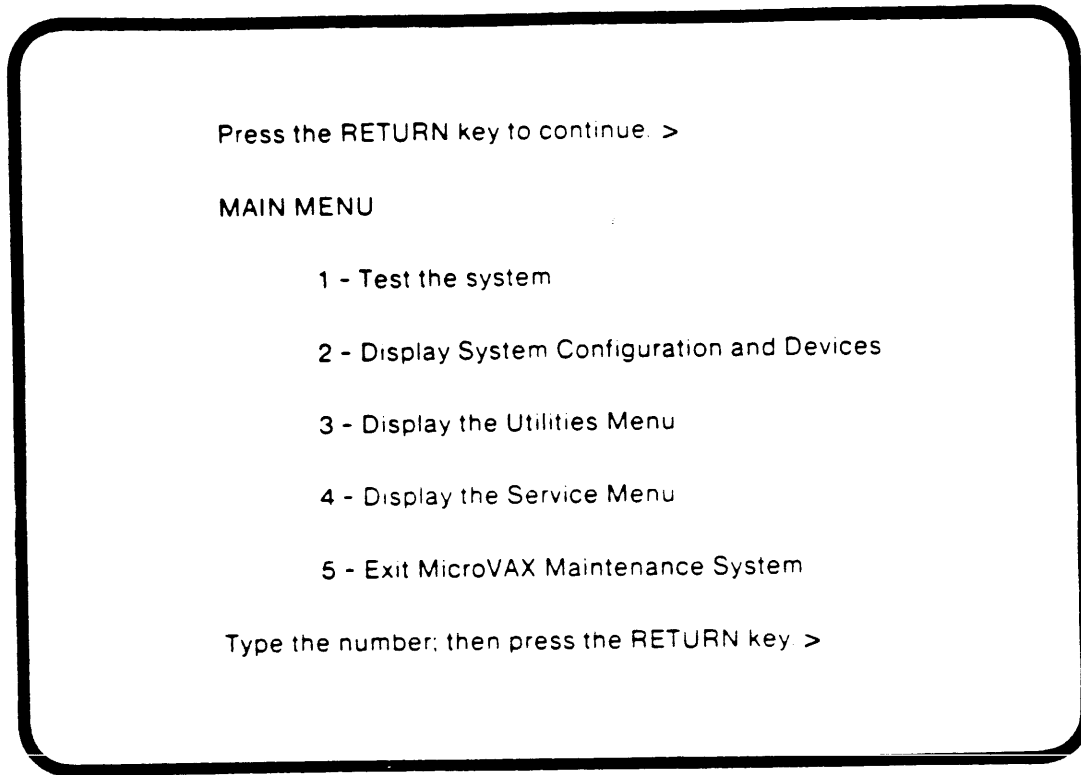 Press the RETURN key to continue. >
MAIN MENU
1 - Test the system
2 - Display System Configuration and Devices
3 - Display the Utilities Menu
4 - Display the Service Menu
5 - Exit MicroVAX Maintenance System
Type the number; then press the RETURN key. >